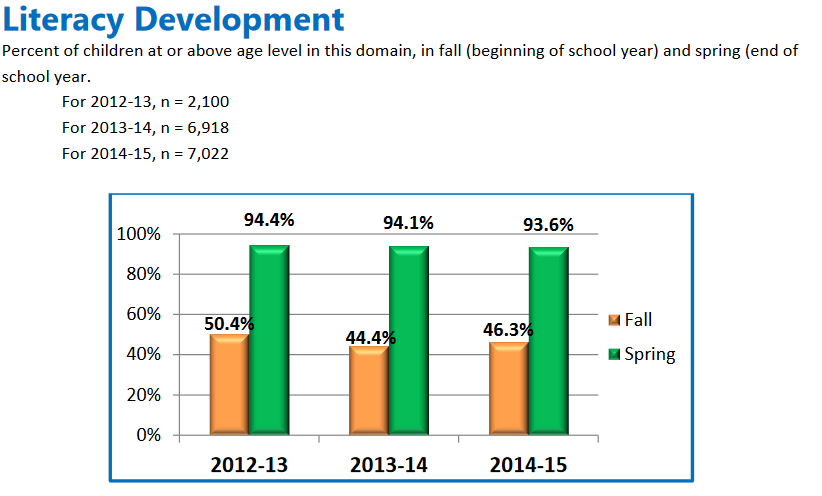 Literacy Development
Percent of children at or above age level in this domain, in fall (beginning of school year) and spring (end of
school year.
For 2012-13, n = 2,100
For 2013-14, n = 6,918
For 2014-15, n = 7,022
94.4% 94.1% 93.6%
100%
80%
60%
50.4% 44.4% 46.3%
Fall
40%
Spring
20%
0%
2012-13 2013-14 2014-15